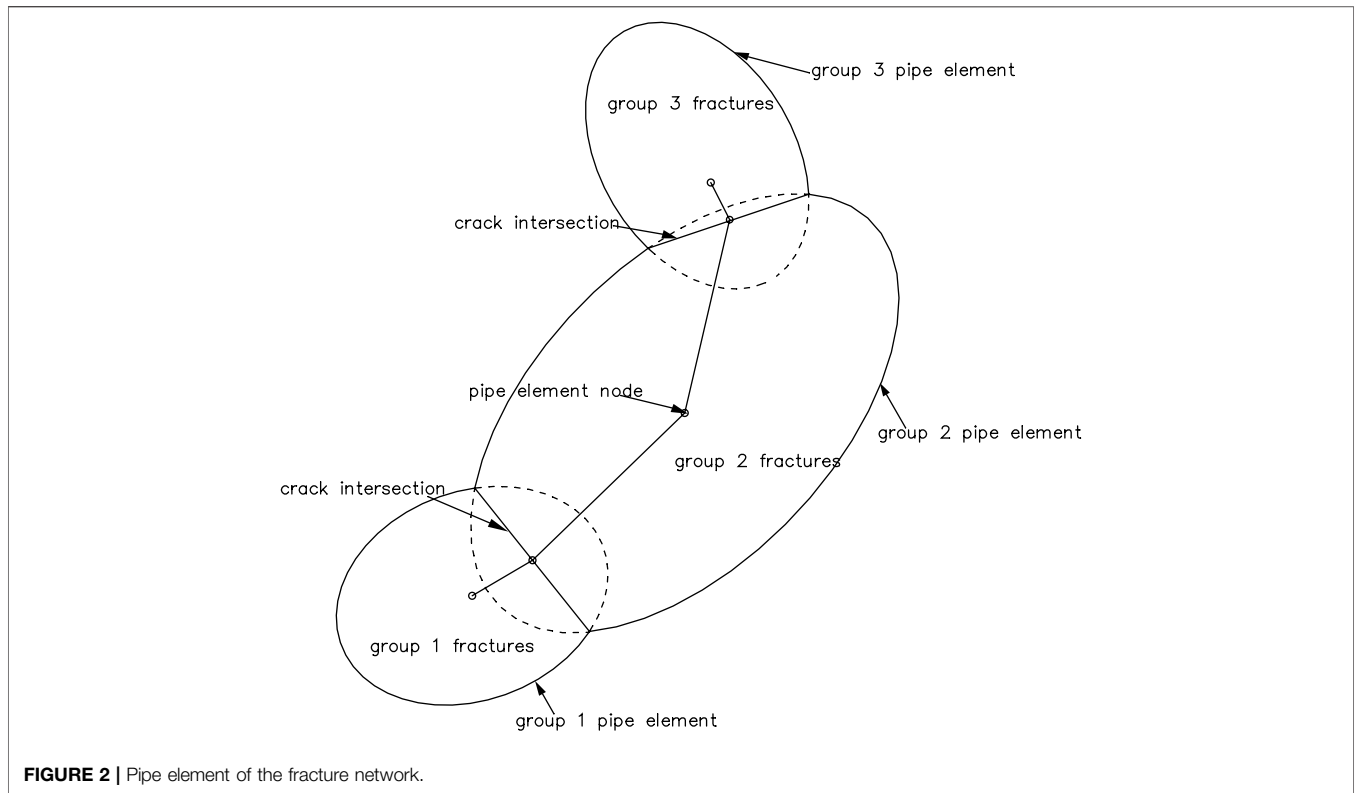 group 3 pipe element
group 3 fractures
crack intersection
pipe element node
group 2 pipe element
group 2 fractures
crack intersection
group 1 fractures
group 1 pipe element
FIGURE 2 | Pipe element of the fracture network.